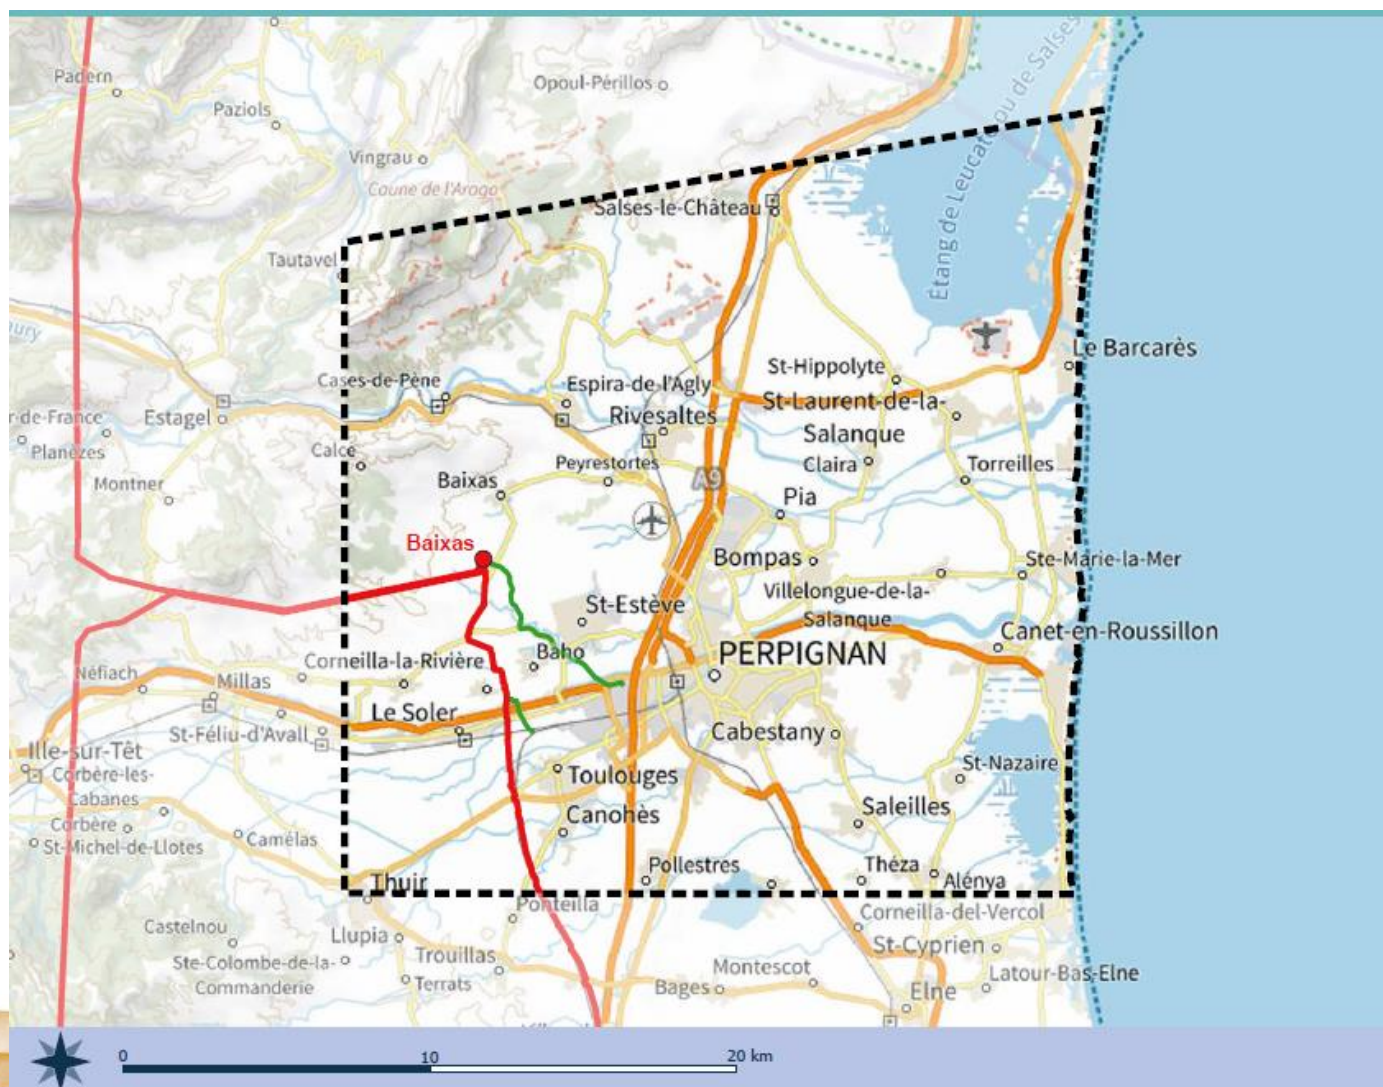 Padern
Paziols
Opoul-Périllos
Vingrau
Caune de l'Arago
Étang de Leucate ou de Salses
Salses-le-Château
Tautavel
Le Barcarès
St-Hippolyte
Cases-de-Pène
Espira-de-l'Agly
St-Laurent-de-la-
Salanque
Rivesaltes
Estagel
Planèzes
Calce
Claira
Torreilles
Peyrestortes
Baixas
Montner
A9
Pia
Baixas
Bompas
Ste-Marie-la-Mer
Villelongue-de-la-
Salanque
St-Estève
Canet-en-Roussillon
PERPIGNAN
Baho
Corneilla-la-Rivière
Néfiach
Millas
Le Soler
St-Féliu-d'Avall
Cabestany
Ille-sur-Têt
Corbère-les-
Cabanes
St-Nazaire
Toulouges
Saleilles
Canohès
Corbère
Camélas
St-Michel-de-Llotes
Pollestres
Théza
Alénya
Thuir
Ponteilla
Corneilla-del-Vercol
Castelnou
Llupia
St-Cyprien
Ste-Colombe-de-la-
Commanderie
Trouillas
Terrats
Montescot
Bages
Latour-Bas-Elne
Elne
0
10
20 km